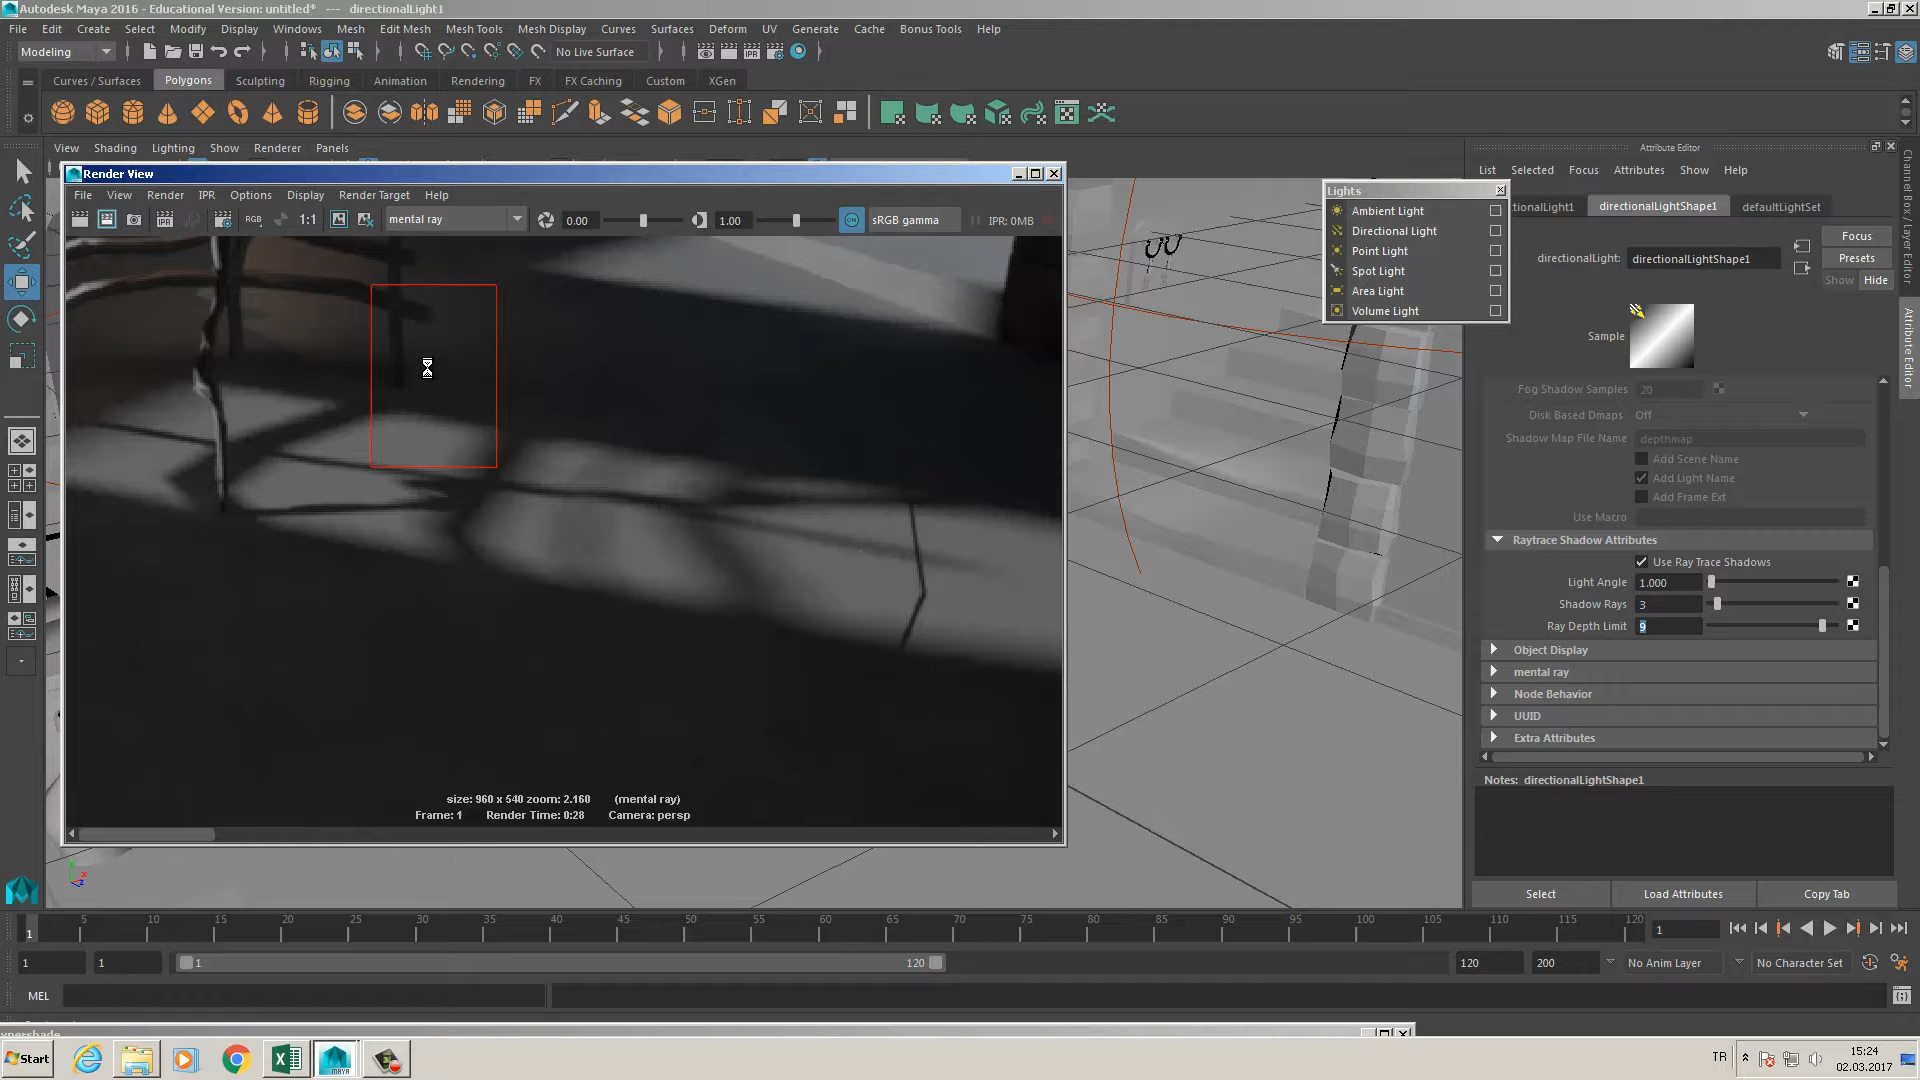 Autodesk Maya 2016 - Educational Version: untitled* --- directionalLight1
File Edit Create Select Modify Display Windows Mesh Edit Mesh Mesh Tools Mesh Display Curves Surfaces Deform UV Generate Cache Bonus Tools Help
Modeling No Live Surface
Curves / Surfaces Polygons Sculpting Rigging Animation Rendering FX FX Caching Custom XGen
View Shading Lighting Show Renderer Panels
Render View
File View Render IPR Options Display Render Target Help
RGB 1:1 mental ray 0.00 1.00 ON sRGB gamma IPR: 0MB
size: 960 x 540 zoom: 2.160 (mental ray)
Frame: 1 Render Time: 0:28 Camera: persp
Lights
Ambient Light
Directional Light
Point Light
Spot Light
Area Light
Volume Light
Attribute Editor
List Selected Focus Attributes Show Help
tionalLight1 directionalLightShape1 defaultLightSet
directionalLight: directionalLightShape1
Focus
Presets
Show Hide
Sample
Fog Shadow Samples 20
Disk Based Dmaps Off
Shadow Map File Name depthmap
Add Scene Name
Add Light Name
Add Frame Ext
Use Macro
Raytrace Shadow Attributes
Use Ray Trace Shadows
Light Angle 1.000
Shadow Rays 3
Ray Depth Limit 9
Object Display
mental ray
Node Behavior
UUID
Extra Attributes
Notes: directionalLightShape1
Select Load Attributes Copy Tab
Channel Box / Layer Editor
Attribute Editor
5 10 15 20 25 30 35 40 45 50 55 60 65 70 75 80 85 90 95 100 105 110 115 120
1 1
1 1 1 120 120 200 No Anim Layer No Character Set
MEL
Start MAYA TR 15:24
02.03.2017